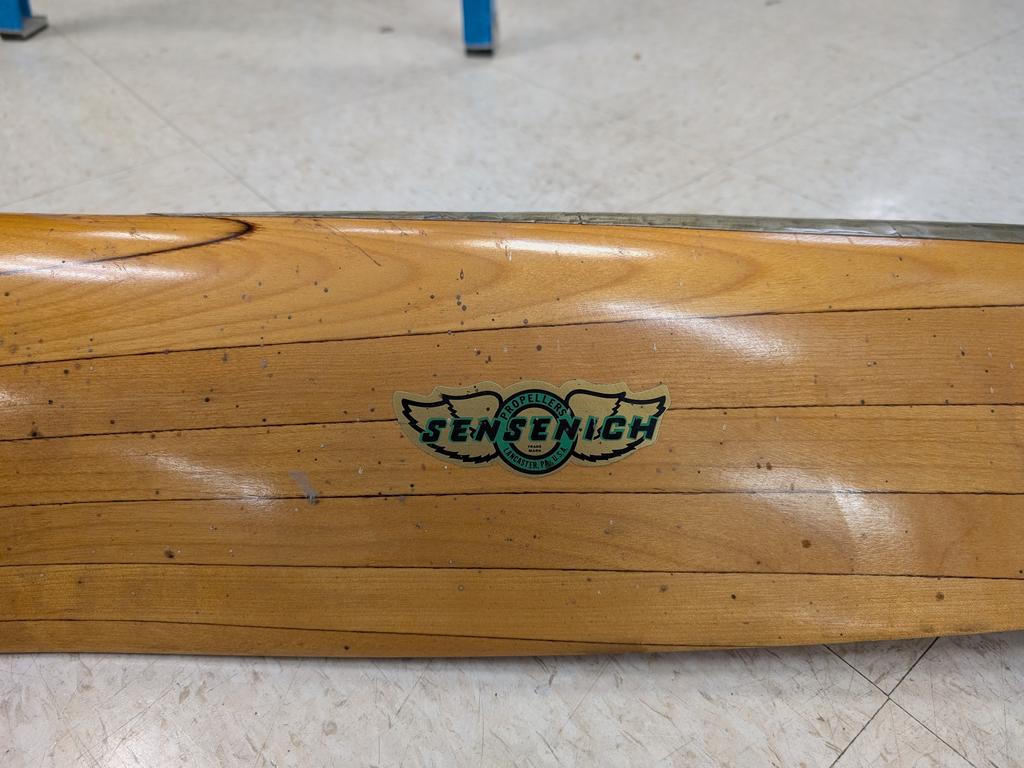 PROPELLERS
SENSENICH
TRADE
MARK
LANCASTER, PA., U.S.A.